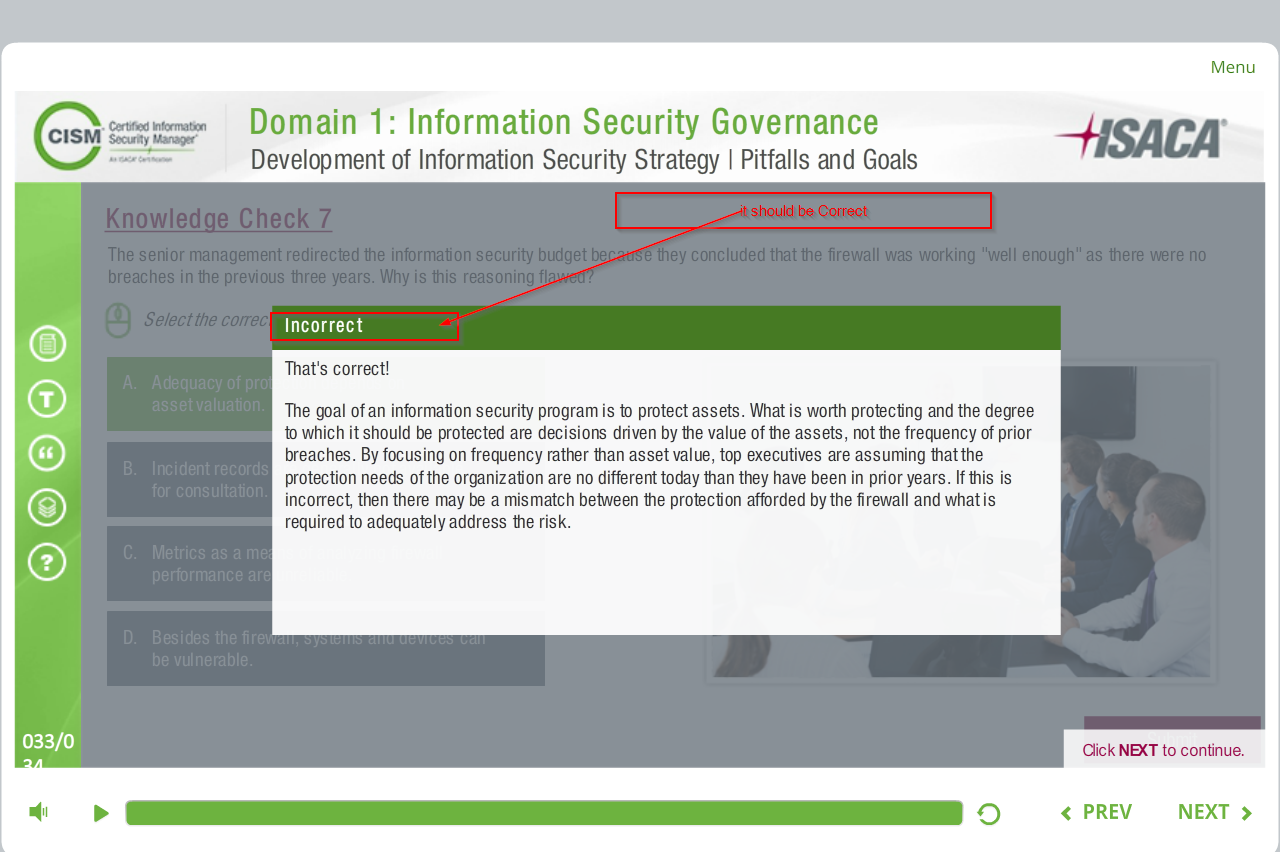 Menu
CISM
Certified Information
Security Manager®
An ISACA® Certification
Domain 1: Information Security Governance
Development of Information Security Strategy | Pitfalls and Goals
ISACA®
Knowledge Check 7
it should be Correct
The senior management redirected the information security budget because they concluded that the firewall was working "well enough" as there were no
breaches in the previous three years. Why is this reasoning flawed?
Select the correc
Incorrect
That's correct!
The goal of an information security program is to protect assets. What is worth protecting and the degree
to which it should be protected are decisions driven by the value of the assets, not the frequency of prior
breaches. By focusing on frequency rather than asset value, top executives are assuming that the
protection needs of the organization are no different today than they have been in prior years. If this is
incorrect, then there may be a mismatch between the protection afforded by the firewall and what is
required to adequately address the risk.
A. Adequacy of prot
asset valuation.
B. Incident records
for consultation.
C. Metrics as a mea
performance are
D. Besides the firewall, systems and devices can
be vulnerable.
033/0
34
Click NEXT to continue.
PREV
NEXT